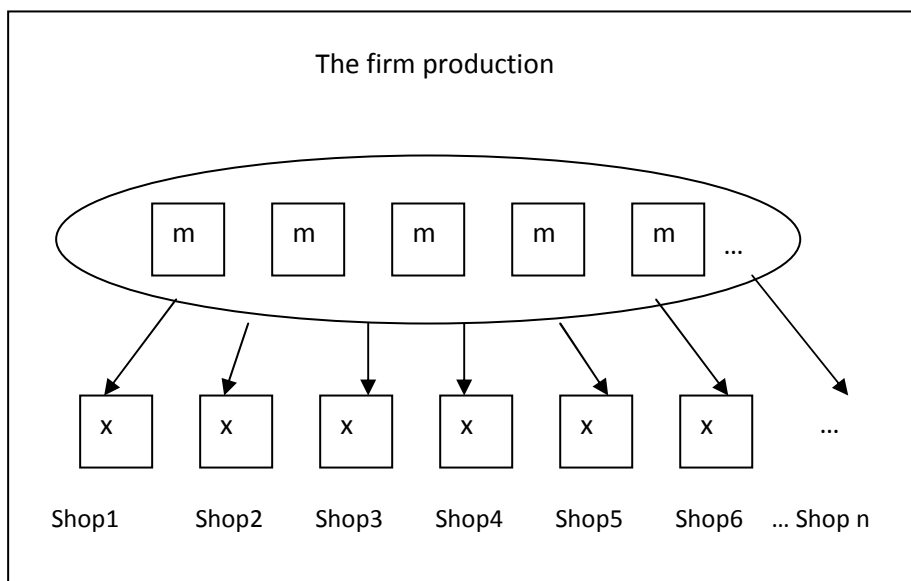 The firm production
m m m m m ...
x x x x x x ...
Shop1 Shop2 Shop3 Shop4 Shop5 Shop6 ... Shop n